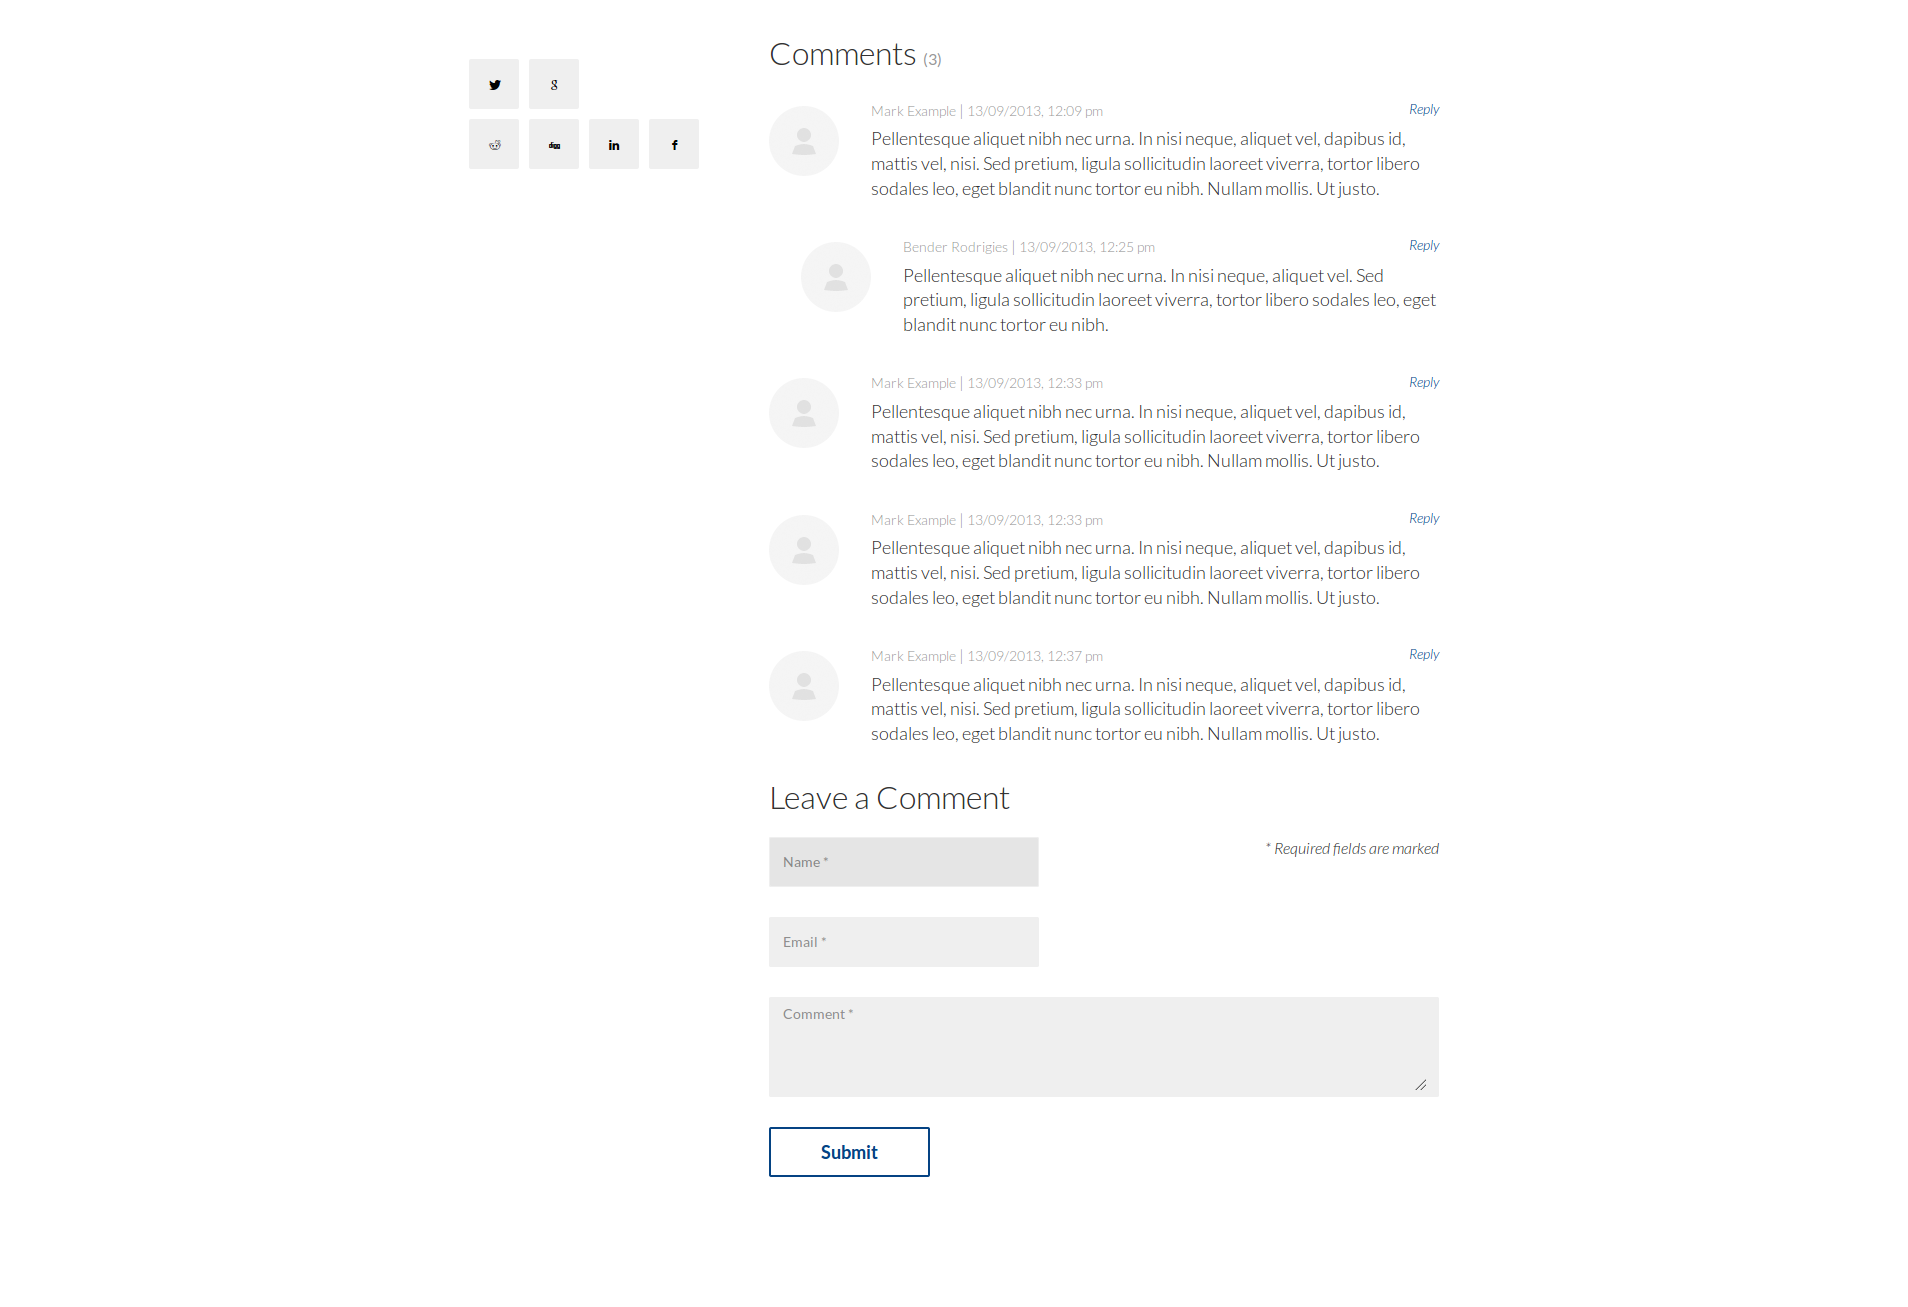 Comments (3)
Mark Example | 13/09/2013, 12:09 pm
Reply
Pellentesque aliquet nibh nec urna. In nisi neque, aliquet vel, dapibus id,
mattis vel, nisi. Sed pretium, ligula sollicitudin laoreet viverra, tortor libero
sodales leo, eget blandit nunc tortor eu nibh. Nullam mollis. Ut justo.
Bender Rodrigies | 13/09/2013, 12:25 pm
Reply
Pellentesque aliquet nibh nec urna. In nisi neque, aliquet vel. Sed
pretium, ligula sollicitudin laoreet viverra, tortor libero sodales leo, eget
blandit nunc tortor eu nibh.
Mark Example | 13/09/2013, 12:33 pm
Reply
Pellentesque aliquet nibh nec urna. In nisi neque, aliquet vel, dapibus id,
mattis vel, nisi. Sed pretium, ligula sollicitudin laoreet viverra, tortor libero
sodales leo, eget blandit nunc tortor eu nibh. Nullam mollis. Ut justo.
Mark Example | 13/09/2013, 12:33 pm
Reply
Pellentesque aliquet nibh nec urna. In nisi neque, aliquet vel, dapibus id,
mattis vel, nisi. Sed pretium, ligula sollicitudin laoreet viverra, tortor libero
sodales leo, eget blandit nunc tortor eu nibh. Nullam mollis. Ut justo.
Mark Example | 13/09/2013, 12:37 pm
Reply
Pellentesque aliquet nibh nec urna. In nisi neque, aliquet vel, dapibus id,
mattis vel, nisi. Sed pretium, ligula sollicitudin laoreet viverra, tortor libero
sodales leo, eget blandit nunc tortor eu nibh. Nullam mollis. Ut justo.
Leave a Comment
Name *
* Required fields are marked
Email *
Comment *
Submit